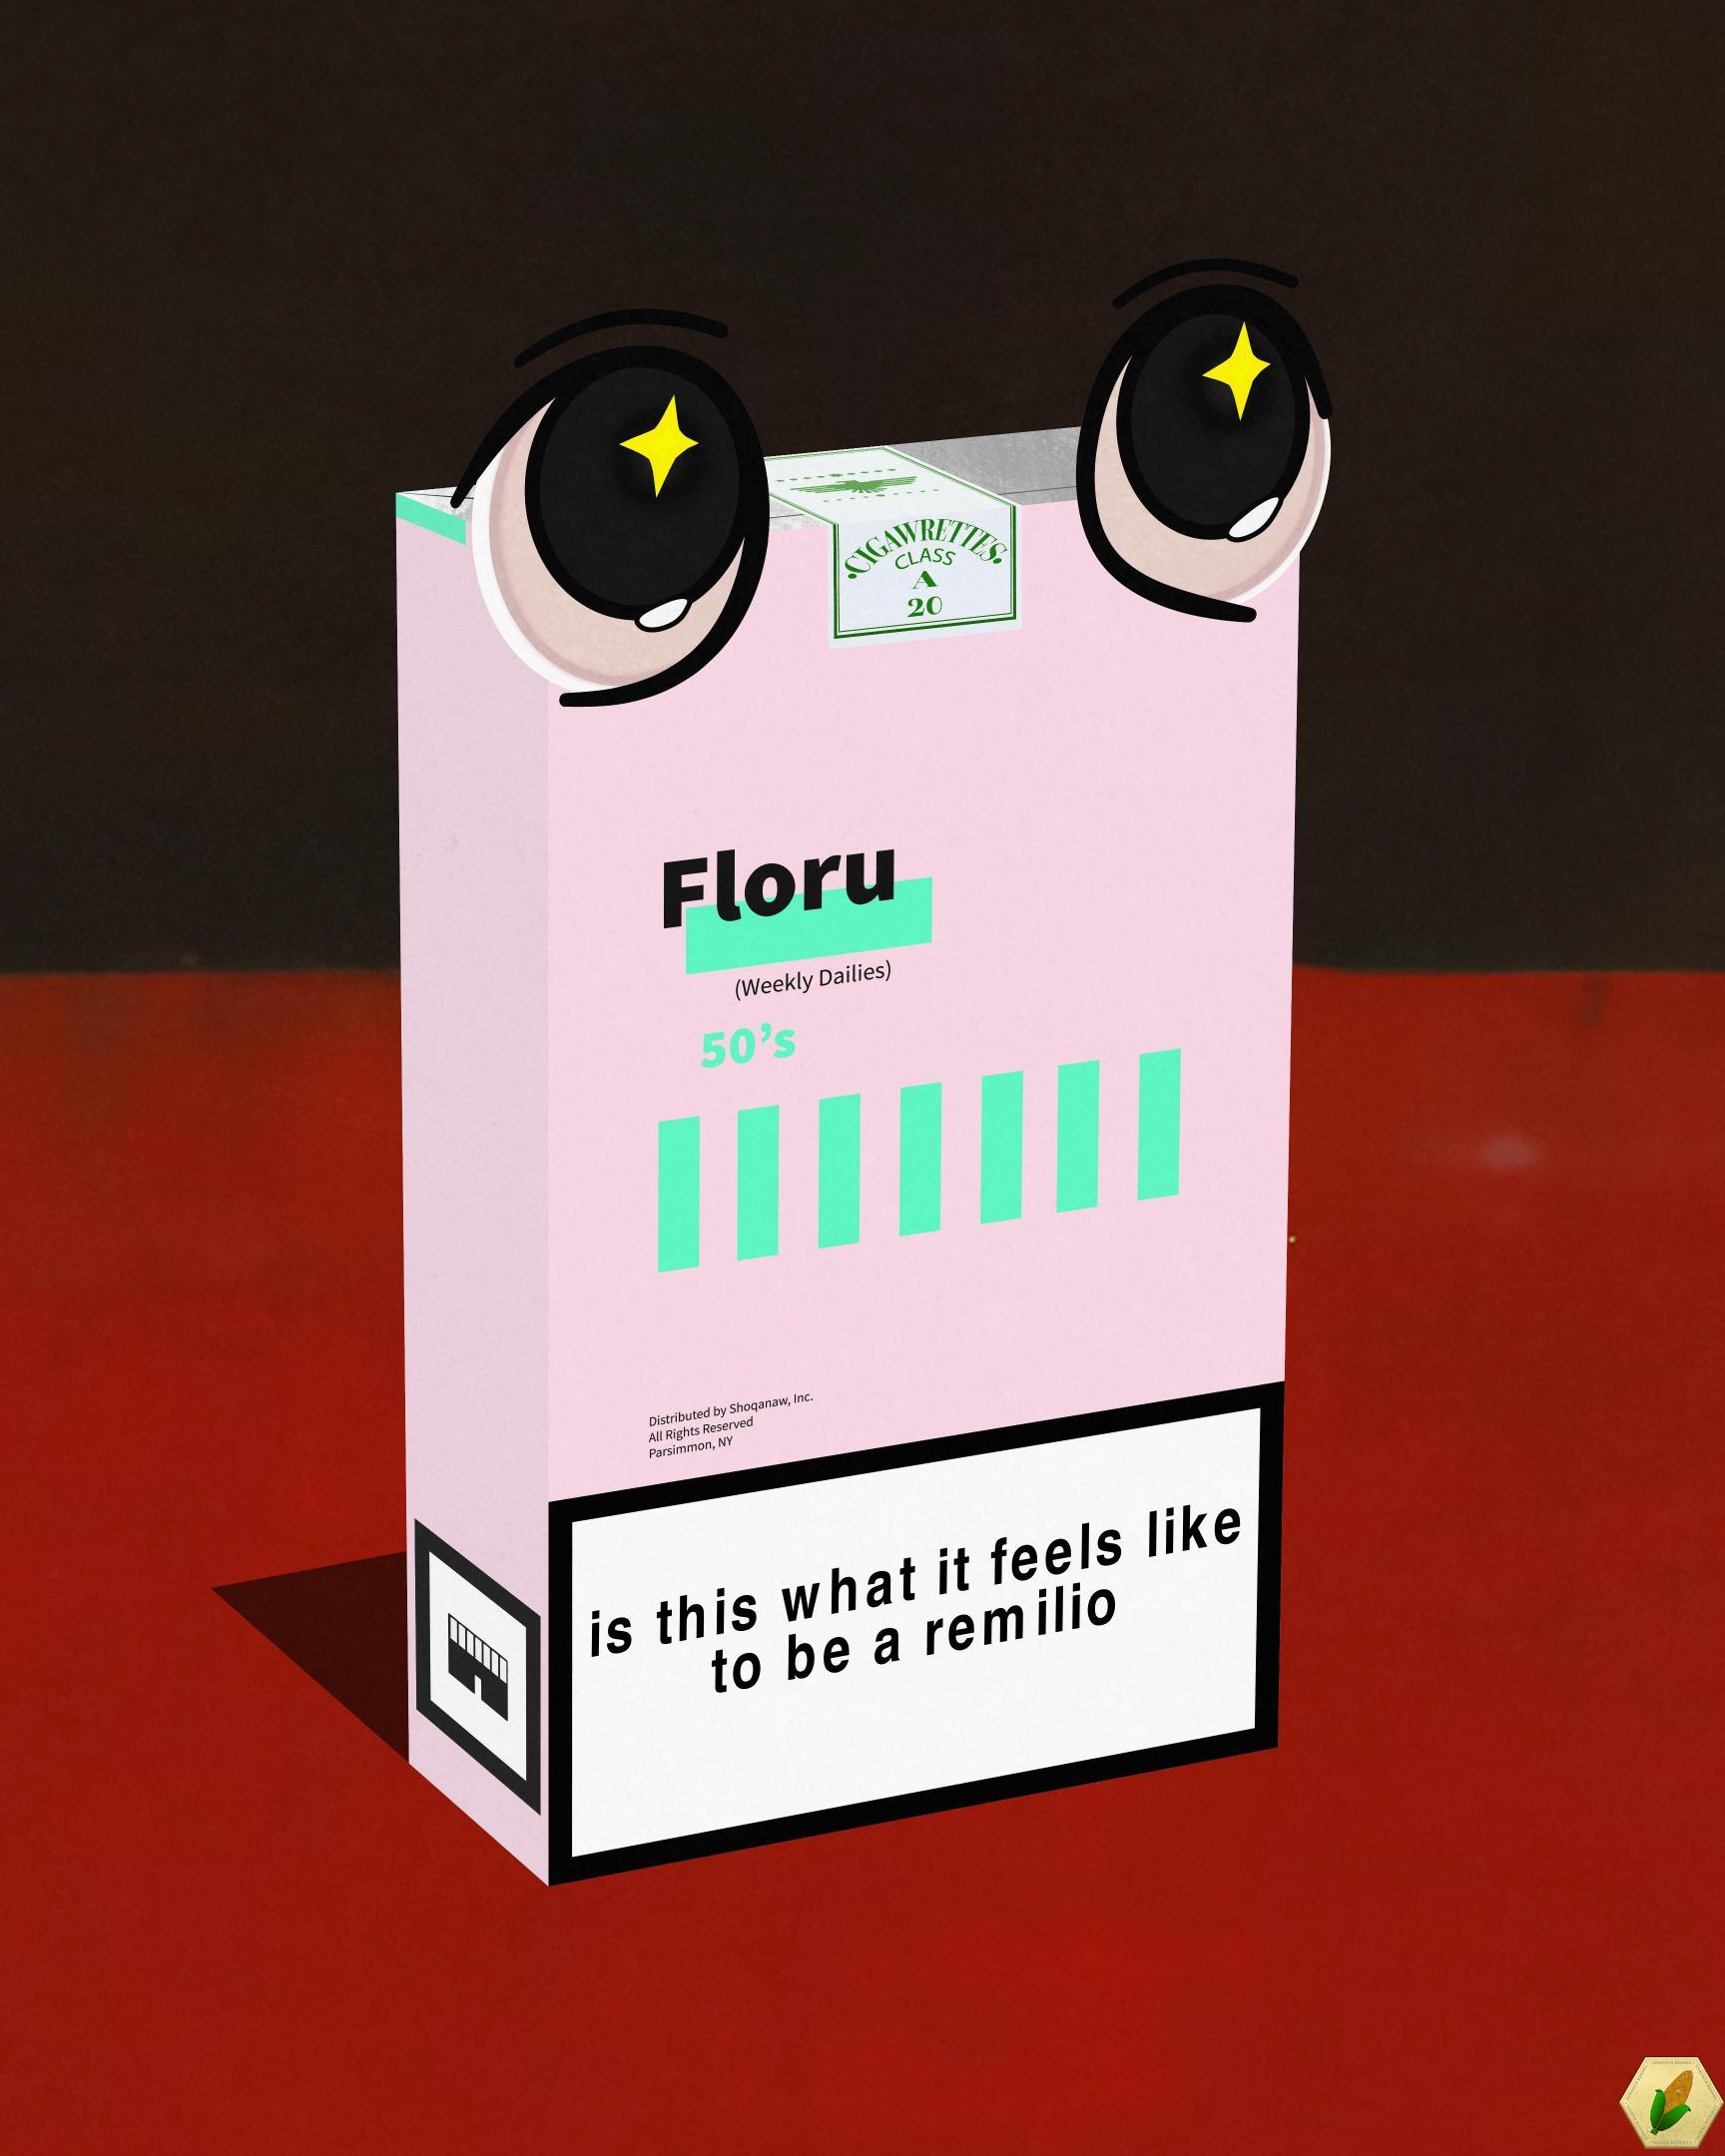 CIGAWRETTES
CLASS
A
20
Floru
(Weekly Dailies)
50's
Distributed by Shoqanaw, Inc.
All Rights Reserved
Parsimmon, NY
is this what it feels like
to be a remilio